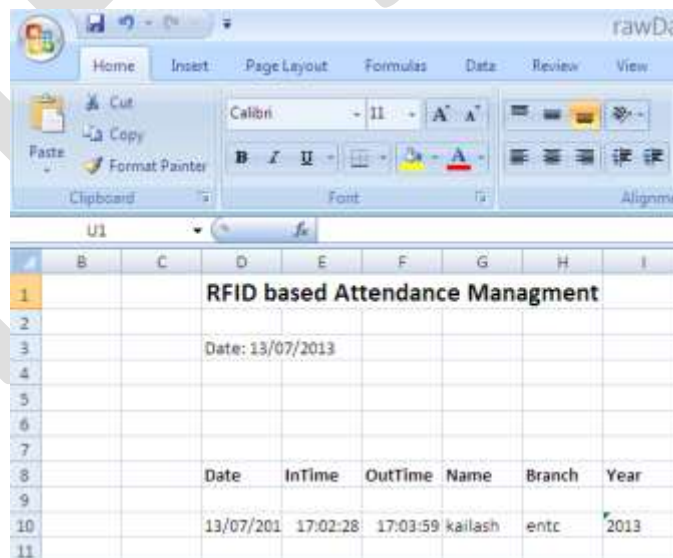 rawDa
Home Insert Page Layout Formulas Data Review View
Paste
Cut
Copy
Format Painter
Calibri 11 A A
B I U A
Clipboard Font Alignme
U1 fx
B C D E F G H I
1 RFID based Attendance Managment
2
3 Date: 13/07/2013
4
5
6
7
8 Date InTime OutTime Name Branch Year
9
10 13/07/201 17:02:28 17:03:59 kailash entc 2013
11